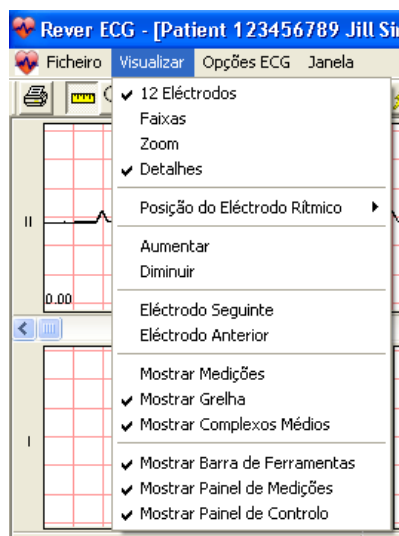 Rever ECG - [Patient 123456789 Jill
Ficheiro Visualizar Opções ECG Janela
12 Eléctrodos
Faixas
Zoom
Detalhes
Posição do Eléctrodo Rítmico
II
Aumentar
Diminuir
0.00
Eléctrodo Seguinte
Eléctrodo Anterior
Mostrar Medições
Mostrar Grelha
Mostrar Complexos Médios
I
Mostrar Barra de Ferramentas
Mostrar Painel de Medições
Mostrar Painel de Controlo